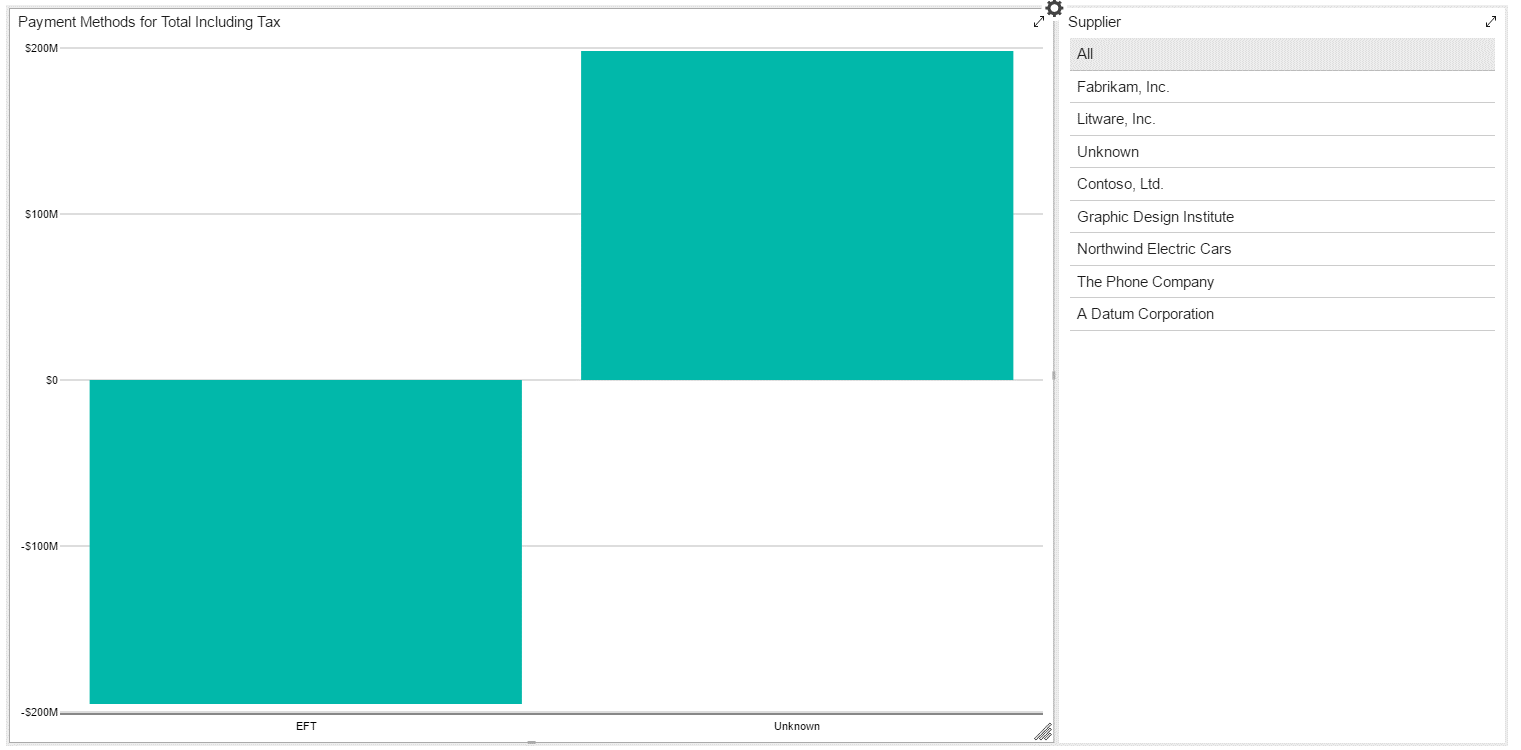 Payment Methods for Total Including Tax
$200M
$100M
$0
-$100M
-$200M
EFT
Unknown
Supplier
All
Fabrikam, Inc.
Litware, Inc.
Unknown
Contoso, Ltd.
Graphic Design Institute
Northwind Electric Cars
The Phone Company
A Datum Corporation